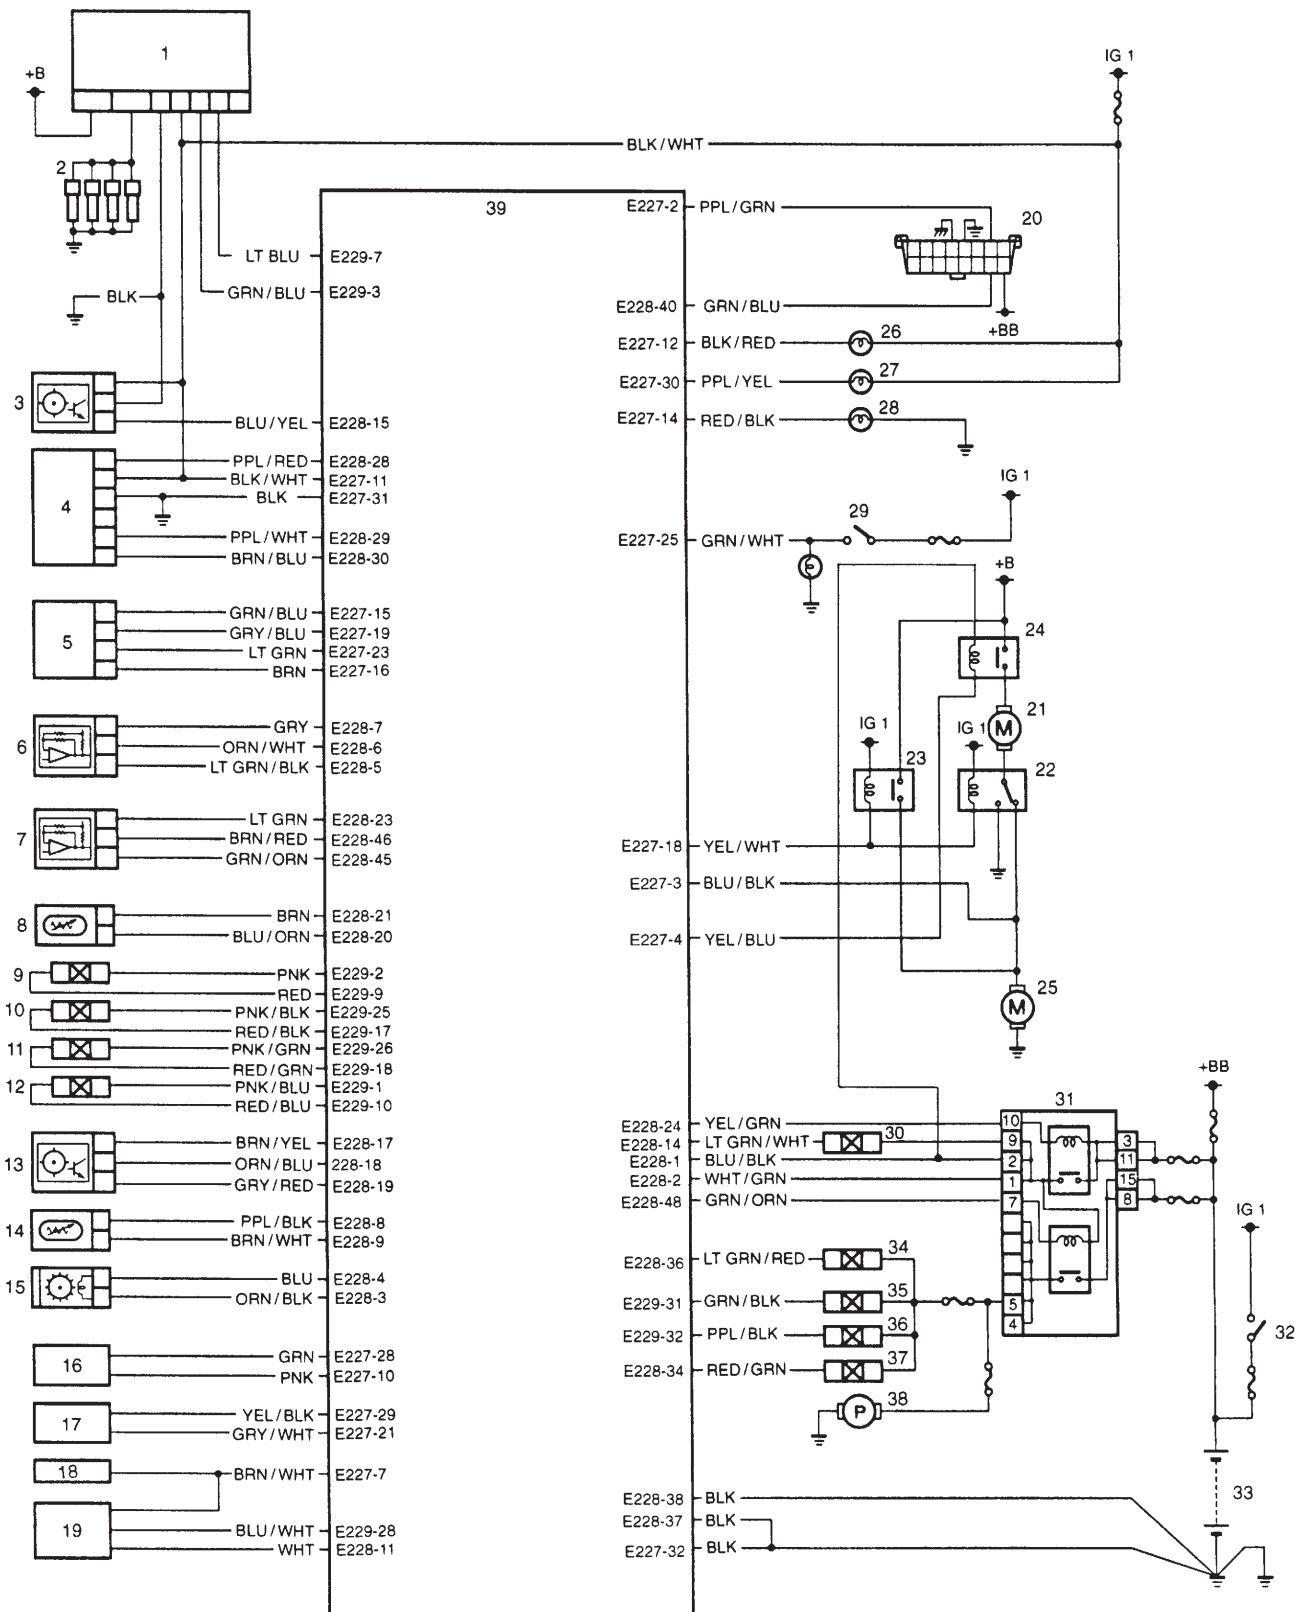 1
+B
IG 1
BLK/WHT
2
39
E227-2 PPL/GRN
20
LT BLU E229-7
GRN/BLU E229-3
BLK
E228-40 GRN/BLU
+BB
E227-12 BLK/RED 26
E227-30 PPL/YEL 27
E227-14 RED/BLK 28
3
BLU/YEL E228-15
4
PPL/RED E228-28
BLK/WHT E227-11
BLK E227-31
PPL/WHT E228-29
BRN/BLU E228-30
IG 1
29
E227-25 GRN/WHT
+B
5
GRN/BLU E227-15
GRY/BLU E227-19
LT GRN E227-23
BRN E227-16
24
21
M
IG 1
IG 1
23
22
6
GRY E228-7
ORN/WHT E228-6
LT GRN/BLK E228-5
7
LT GRN E228-23
BRN/RED E228-46
GRN/ORN E228-45
E227-18 YEL/WHT
E227-3 BLU/BLK
E227-4 YEL/BLU
8
BRN E228-21
BLU/ORN E228-20
25
M
9
PNK E229-2
RED E229-9
10
PNK/BLK E229-25
RED/BLK E229-17
11
PNK/GRN E229-26
RED/GRN E229-18
12
PNK/BLU E229-1
RED/BLU E229-10
+BB
31
E228-24 YEL/GRN 10
E228-14 LT GRN/WHT 30 9 3
E228-1 BLU/BLK 2 11
E228-2 WHT/GRN 1 15
E228-48 GRN/ORN 7 8
13
BRN/YEL E228-17
ORN/BLU 228-18
GRY/RED E228-19
14
PPL/BLK E228-8
BRN/WHT E228-9
IG 1
15
BLU E228-4
ORN/BLK E228-3
E228-36 LT GRN/RED 34
E229-31 GRN/BLK 35 5
4
E229-32 PPL/BLK 36
E228-34 RED/GRN 37
32
P
38
16
GRN E227-28
PNK E227-10
17
YEL/BLK E227-29
GRY/WHT E227-21
18
BRN/WHT E227-7
19
BLU/WHT E229-28
WHT E228-11
E228-38 BLK
E228-37 BLK
E227-32 BLK
33